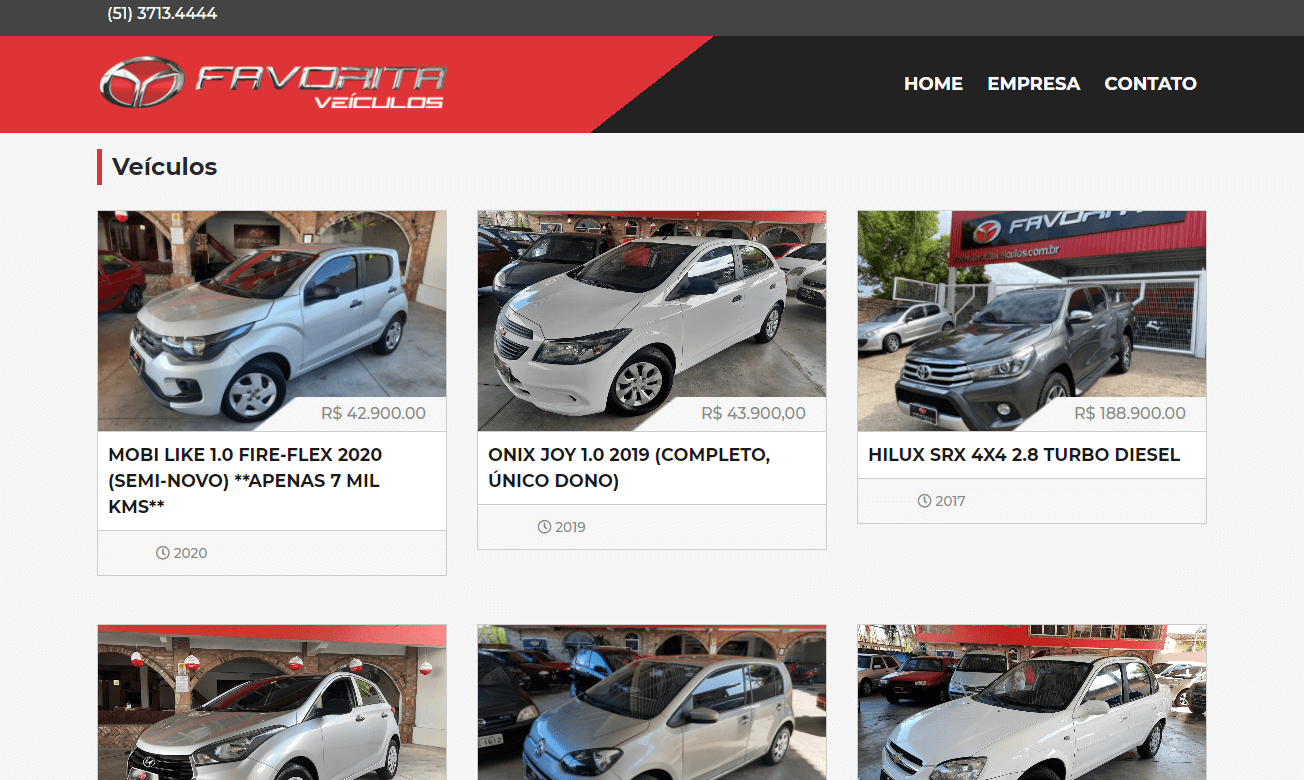 (51) 3713.4444
FAVORITA
VEÍCULOS
HOME EMPRESA CONTATO
Veículos
R$ 42.900.00
R$ 43.900,00
R$ 188.900.00
MOBI LIKE 1.0 FIRE-FLEX 2020
(SEMI-NOVO) **APENAS 7 MIL
KMS**
2020
ONIX JOY 1.0 2019 (COMPLETO,
ÚNICO DONO)
2019
HILUX SRX 4X4 2.8 TURBO DIESEL
2017